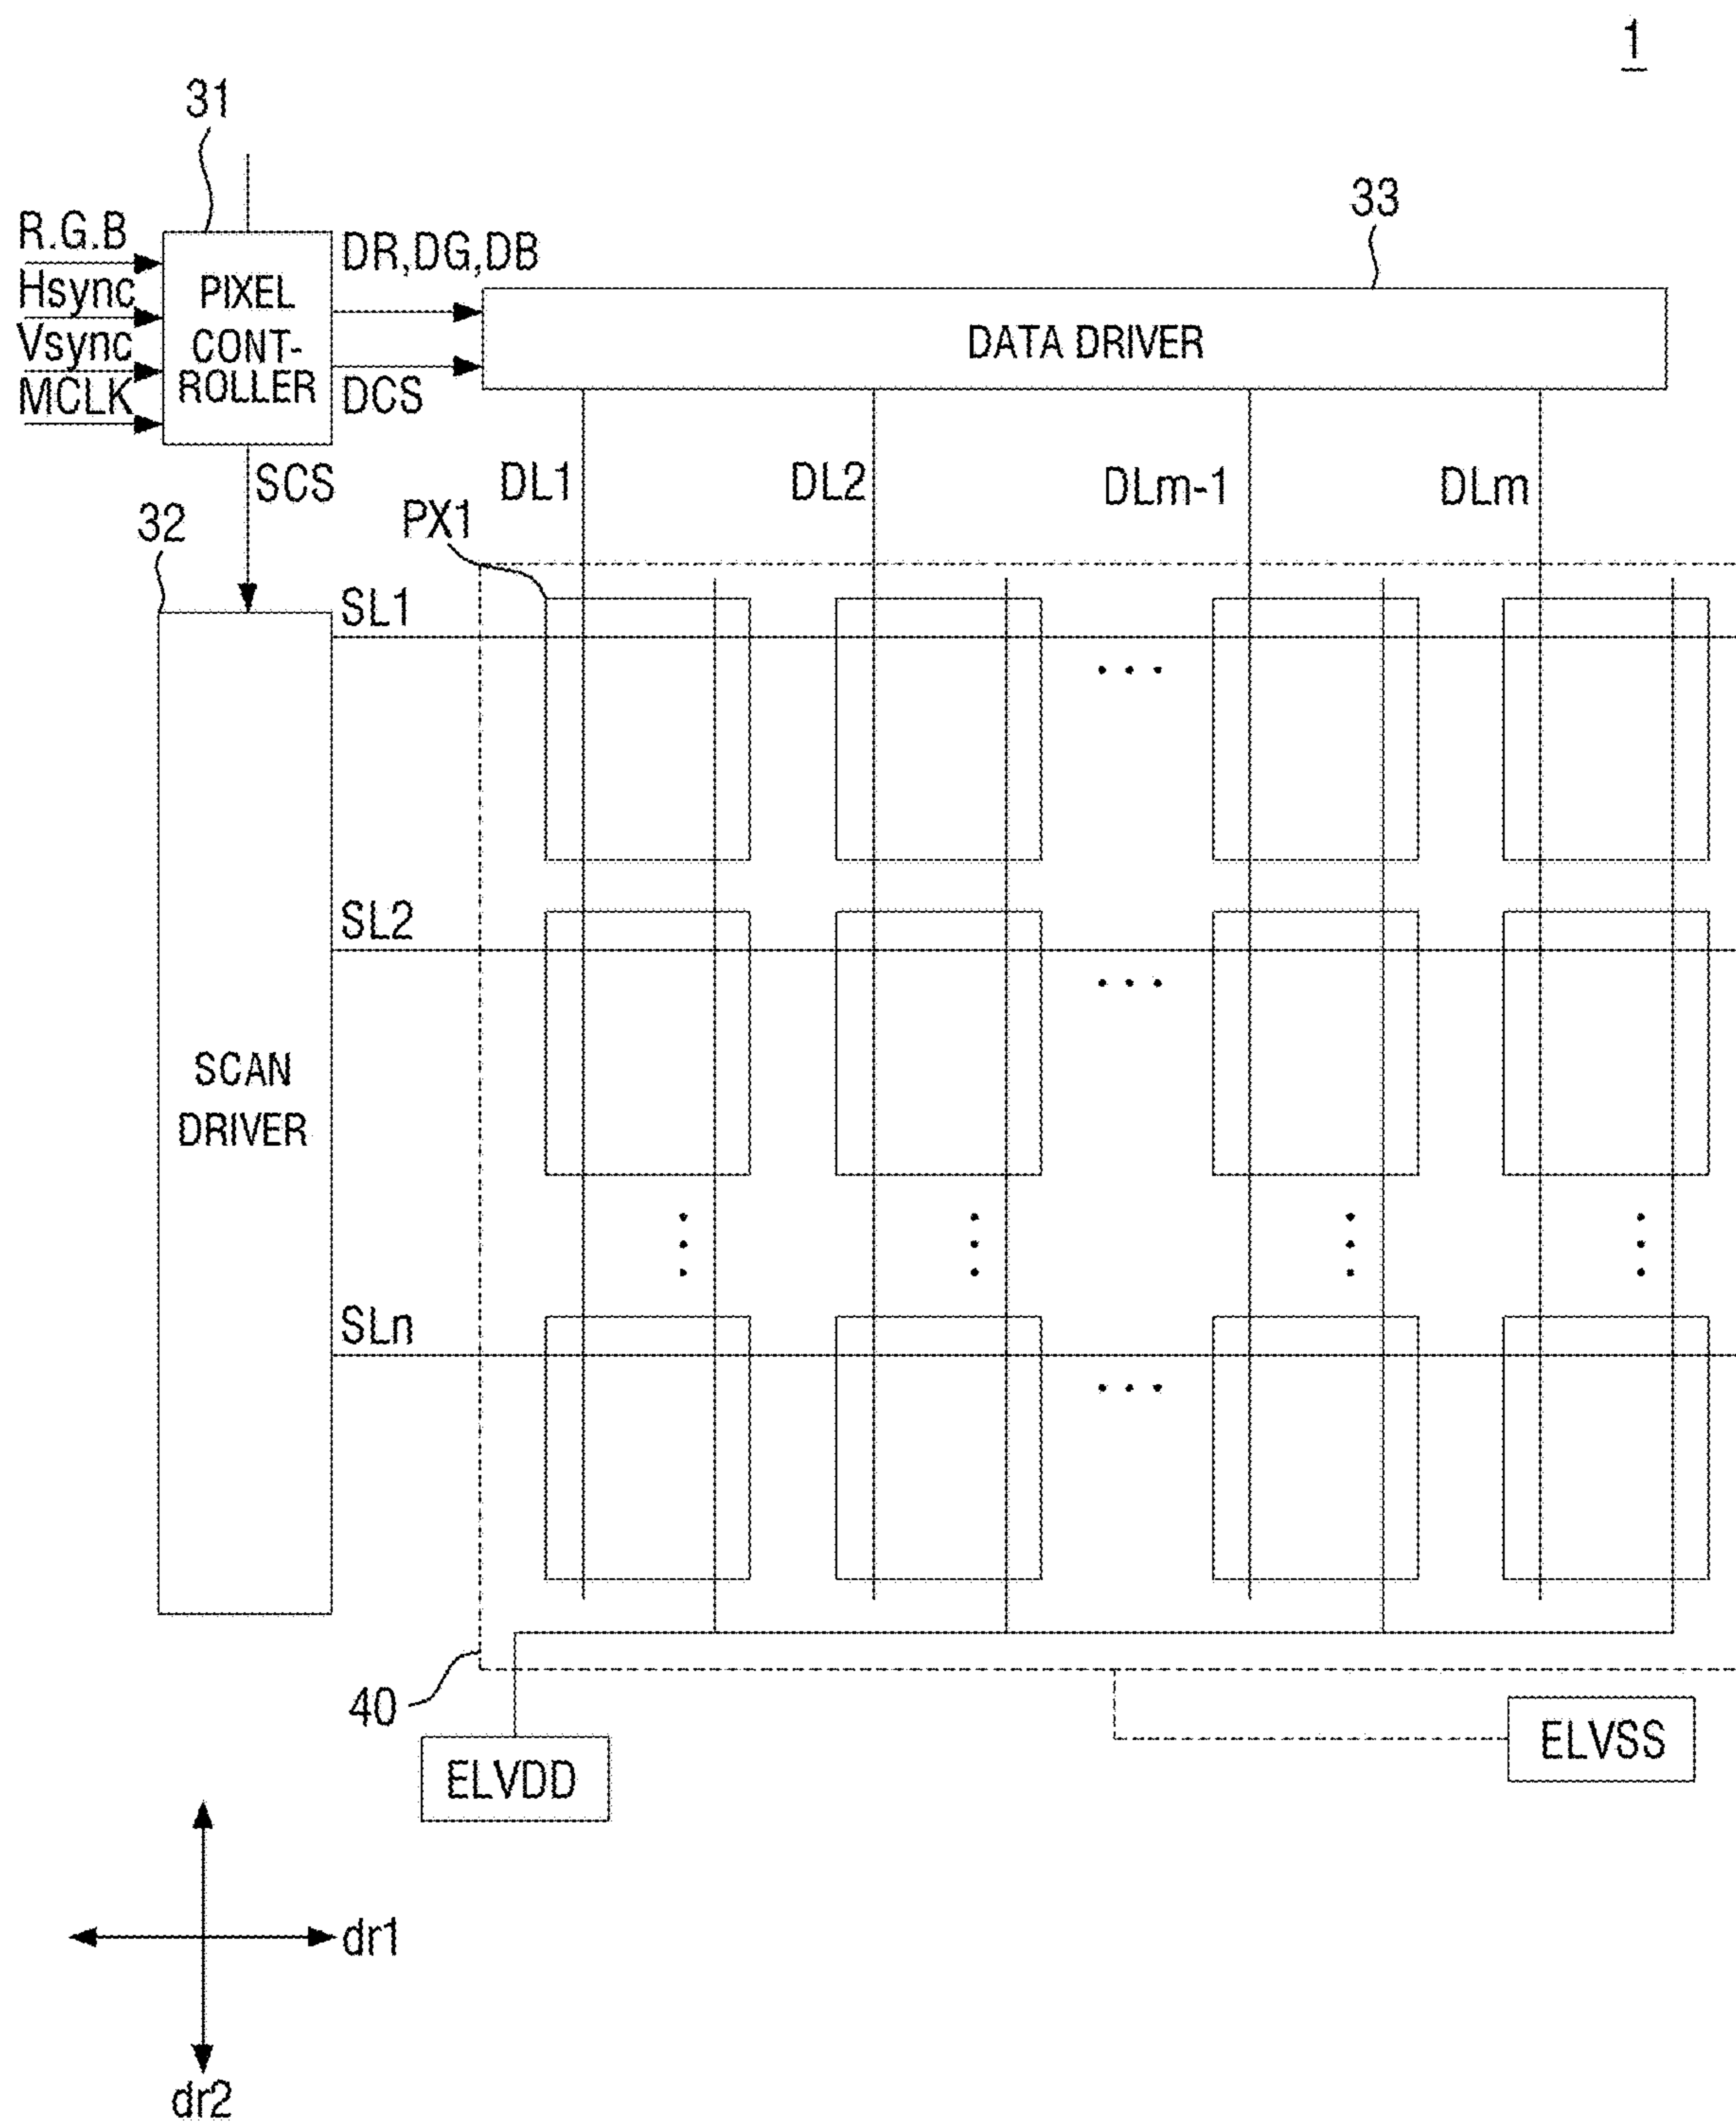 1
31
33
R.G.B
Hsync
Vsync
MCLK
PIXEL
CONT-
ROLLER
DR,DG,DB
DCS
DATA DRIVER
SCS
DL1
DL2
DLm-1
DLm
32
PX1
SL1
SL2
SCAN
DRIVER
SLn
40
ELVDD
ELVSS
dr1
dr2